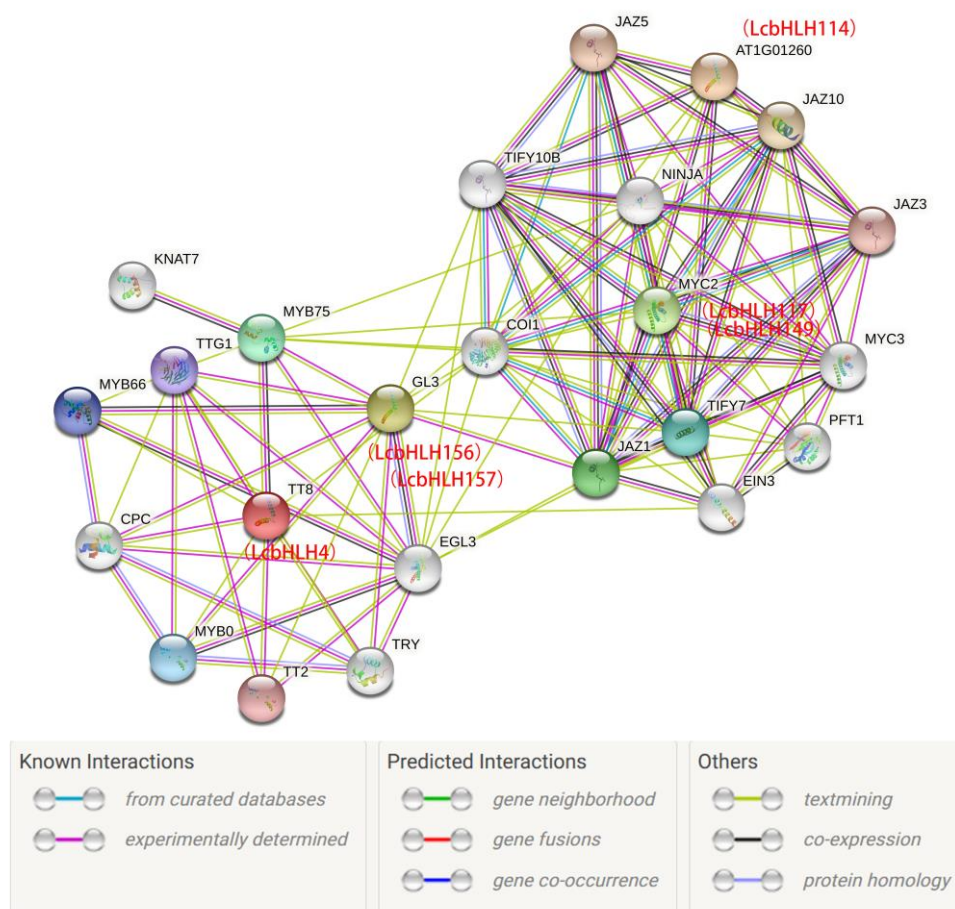 JAZ5
(LcbHLH114)
AT1G01260
JAZ10
TIFY10B
NINJA
JAZ3
KNAT7
MYC2
MYB75
(LcbHLH117)
(LcbHLH149)
COI1
TTG1
MYC3
MYB66
GL3
TIFY7
PFT1
JAZ1
(LcbHLH156)
(LcbHLH157)
EIN3
TT8
CPC
(LcbHLH4)
EGL3
MYB0
TRY
TT2
Known Interactions
from curated databases
experimentally determined
Predicted Interactions
gene neighborhood
gene fusions
gene co-occurrence
Others
textmining
co-expression
protein homology